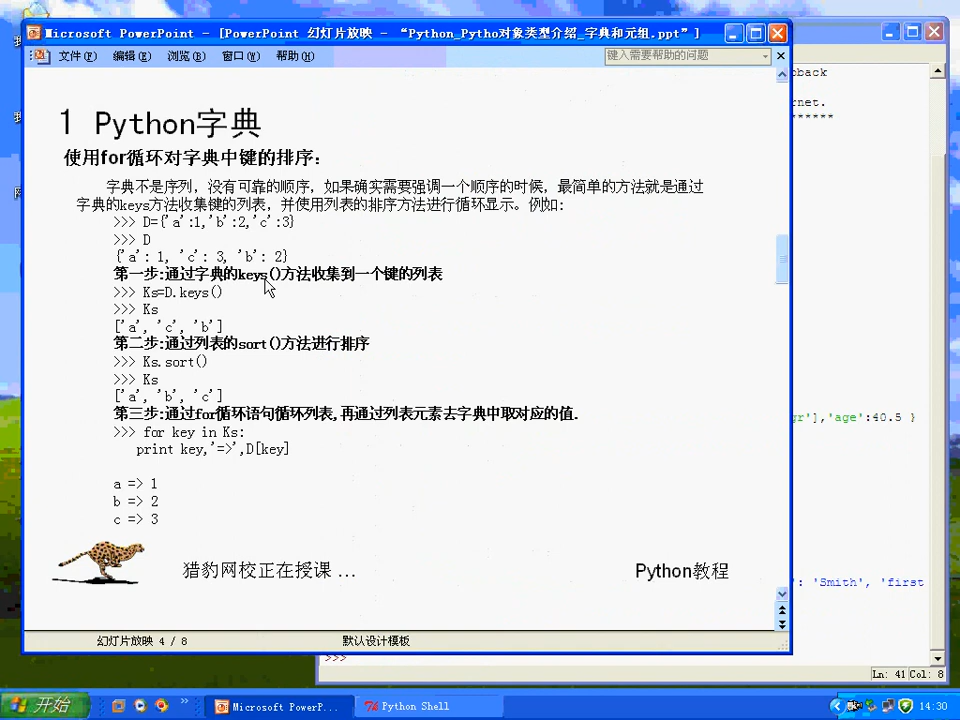 Microsoft PowerPoint - [PowerPoint 幻灯片放映 - “Python_Pytho对象类型介绍_字典和元组.ppt”]
文件(F) 编辑(E) 浏览(B) 窗口(W) 帮助(H) 键入需要帮助的问题
1 Python字典
使用for循环对字典中键的排序:
字典不是序列，没有可靠的顺序，如果确实需要强调一个顺序的时候，最简单的方法就是通过
字典的keys方法收集键的列表，并使用列表的排序方法进行循环显示。例如:
>>> D={'a':1,'b':2,'c':3}
>>> D
{'a': 1, 'c': 3, 'b': 2}
第一步:通过字典的keys()方法收集到一个键的列表
>>> Ks=D.keys()
>>> Ks
['a', 'c', 'b']
第二步:通过列表的sort()方法进行排序
>>> Ks.sort()
>>> Ks
['a', 'b', 'c']
第三步:通过for循环语句循环列表,再通过列表元素去字典中取对应的值.
>>> for key in Ks:
print key,'=>',D[key]
a => 1
b => 2
c => 3
猎豹网校正在授课 ...
Python教程
幻灯片放映 4 / 8 默认设计模板
******
'],'age':40.5 }
': 'Smith', 'first
>>>
Ln: 41 Col: 8
开始 Microsoft PowerP... Python Shell 14:30